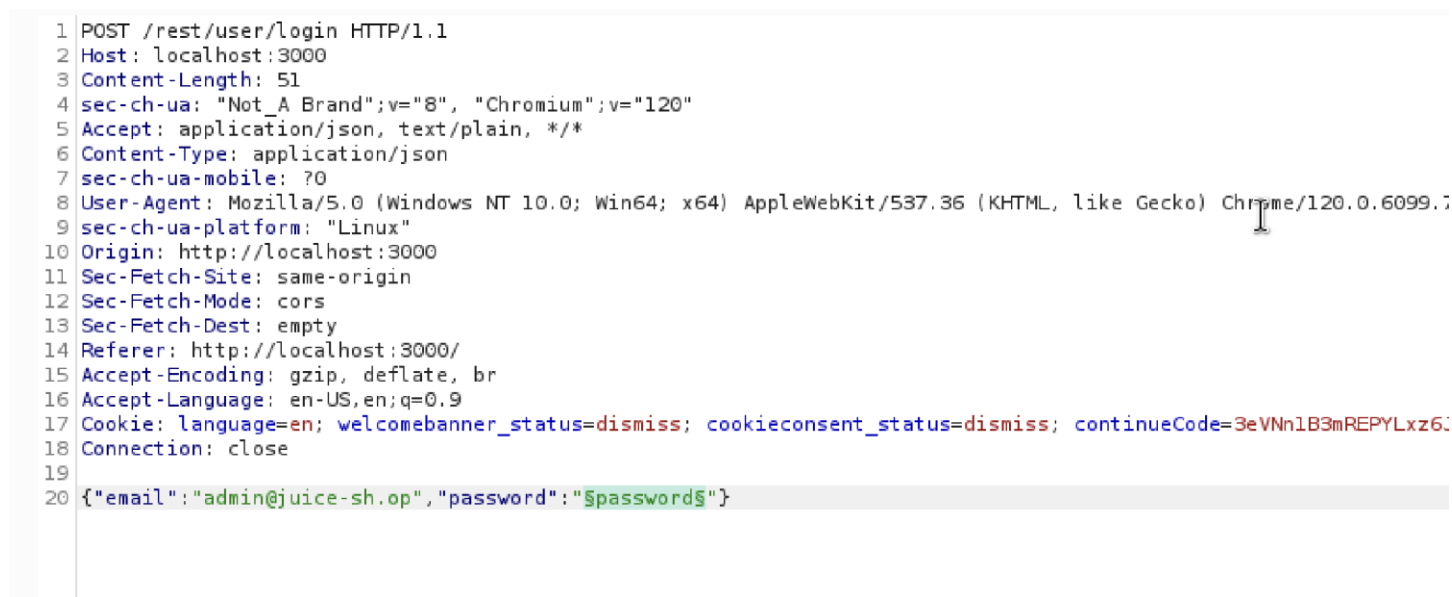 1 POST /rest/user/login HTTP/1.1
2 Host: localhost:3000
3 Content-Length: 51
4 sec-ch-ua: "Not_A Brand";v="8", "Chromium";v="120"
5 Accept: application/json, text/plain, */*
6 Content-Type: application/json
7 sec-ch-ua-mobile: ?0
8 User-Agent: Mozilla/5.0 (Windows NT 10.0; Win64; x64) AppleWebKit/537.36 (KHTML, like Gecko) Chrome/120.0.6099.7
9 sec-ch-ua-platform: "Linux"
10 Origin: http://localhost:3000
11 Sec-Fetch-Site: same-origin
12 Sec-Fetch-Mode: cors
13 Sec-Fetch-Dest: empty
14 Referer: http://localhost:3000/
15 Accept-Encoding: gzip, deflate, br
16 Accept-Language: en-US,en;q=0.9
17 Cookie: language=en; welcomebanner_status=dismiss; cookieconsent_status=dismiss; continueCode=3eVNnlB3mREPYLxz6J
18 Connection: close
19
20 {"email":"admin@juice-sh.op","password":"§password§"}